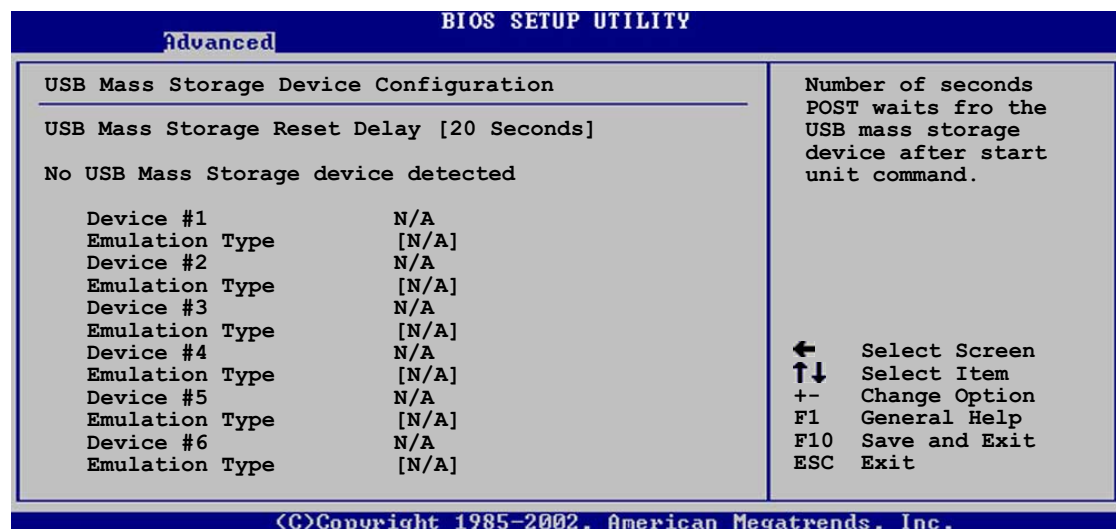 BIOS SETUP UTILITY
Advanced
USB Mass Storage Device Configuration
USB Mass Storage Reset Delay [20 Seconds]
No USB Mass Storage device detected
Device #1 N/A
Emulation Type [N/A]
Device #2 N/A
Emulation Type [N/A]
Device #3 N/A
Emulation Type [N/A]
Device #4 N/A
Emulation Type [N/A]
Device #5 N/A
Emulation Type [N/A]
Device #6 N/A
Emulation Type [N/A]
Number of seconds
POST waits fro the
USB mass storage
device after start
unit command.
← Select Screen
↑↓ Select Item
+- Change Option
F1 General Help
F10 Save and Exit
ESC Exit
(C)Copyright 1985-2002, American Megatrends, Inc.